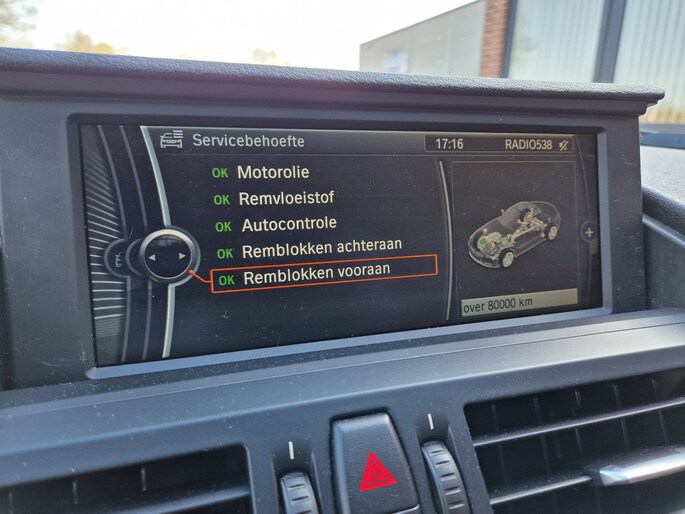 Servicebehoefte 17:16 RADIO538
OK Motorolie
OK Remvloeistof
OK Autocontrole
OK Remblokken achteraan
OK Remblokken vooraan
over 80000 km